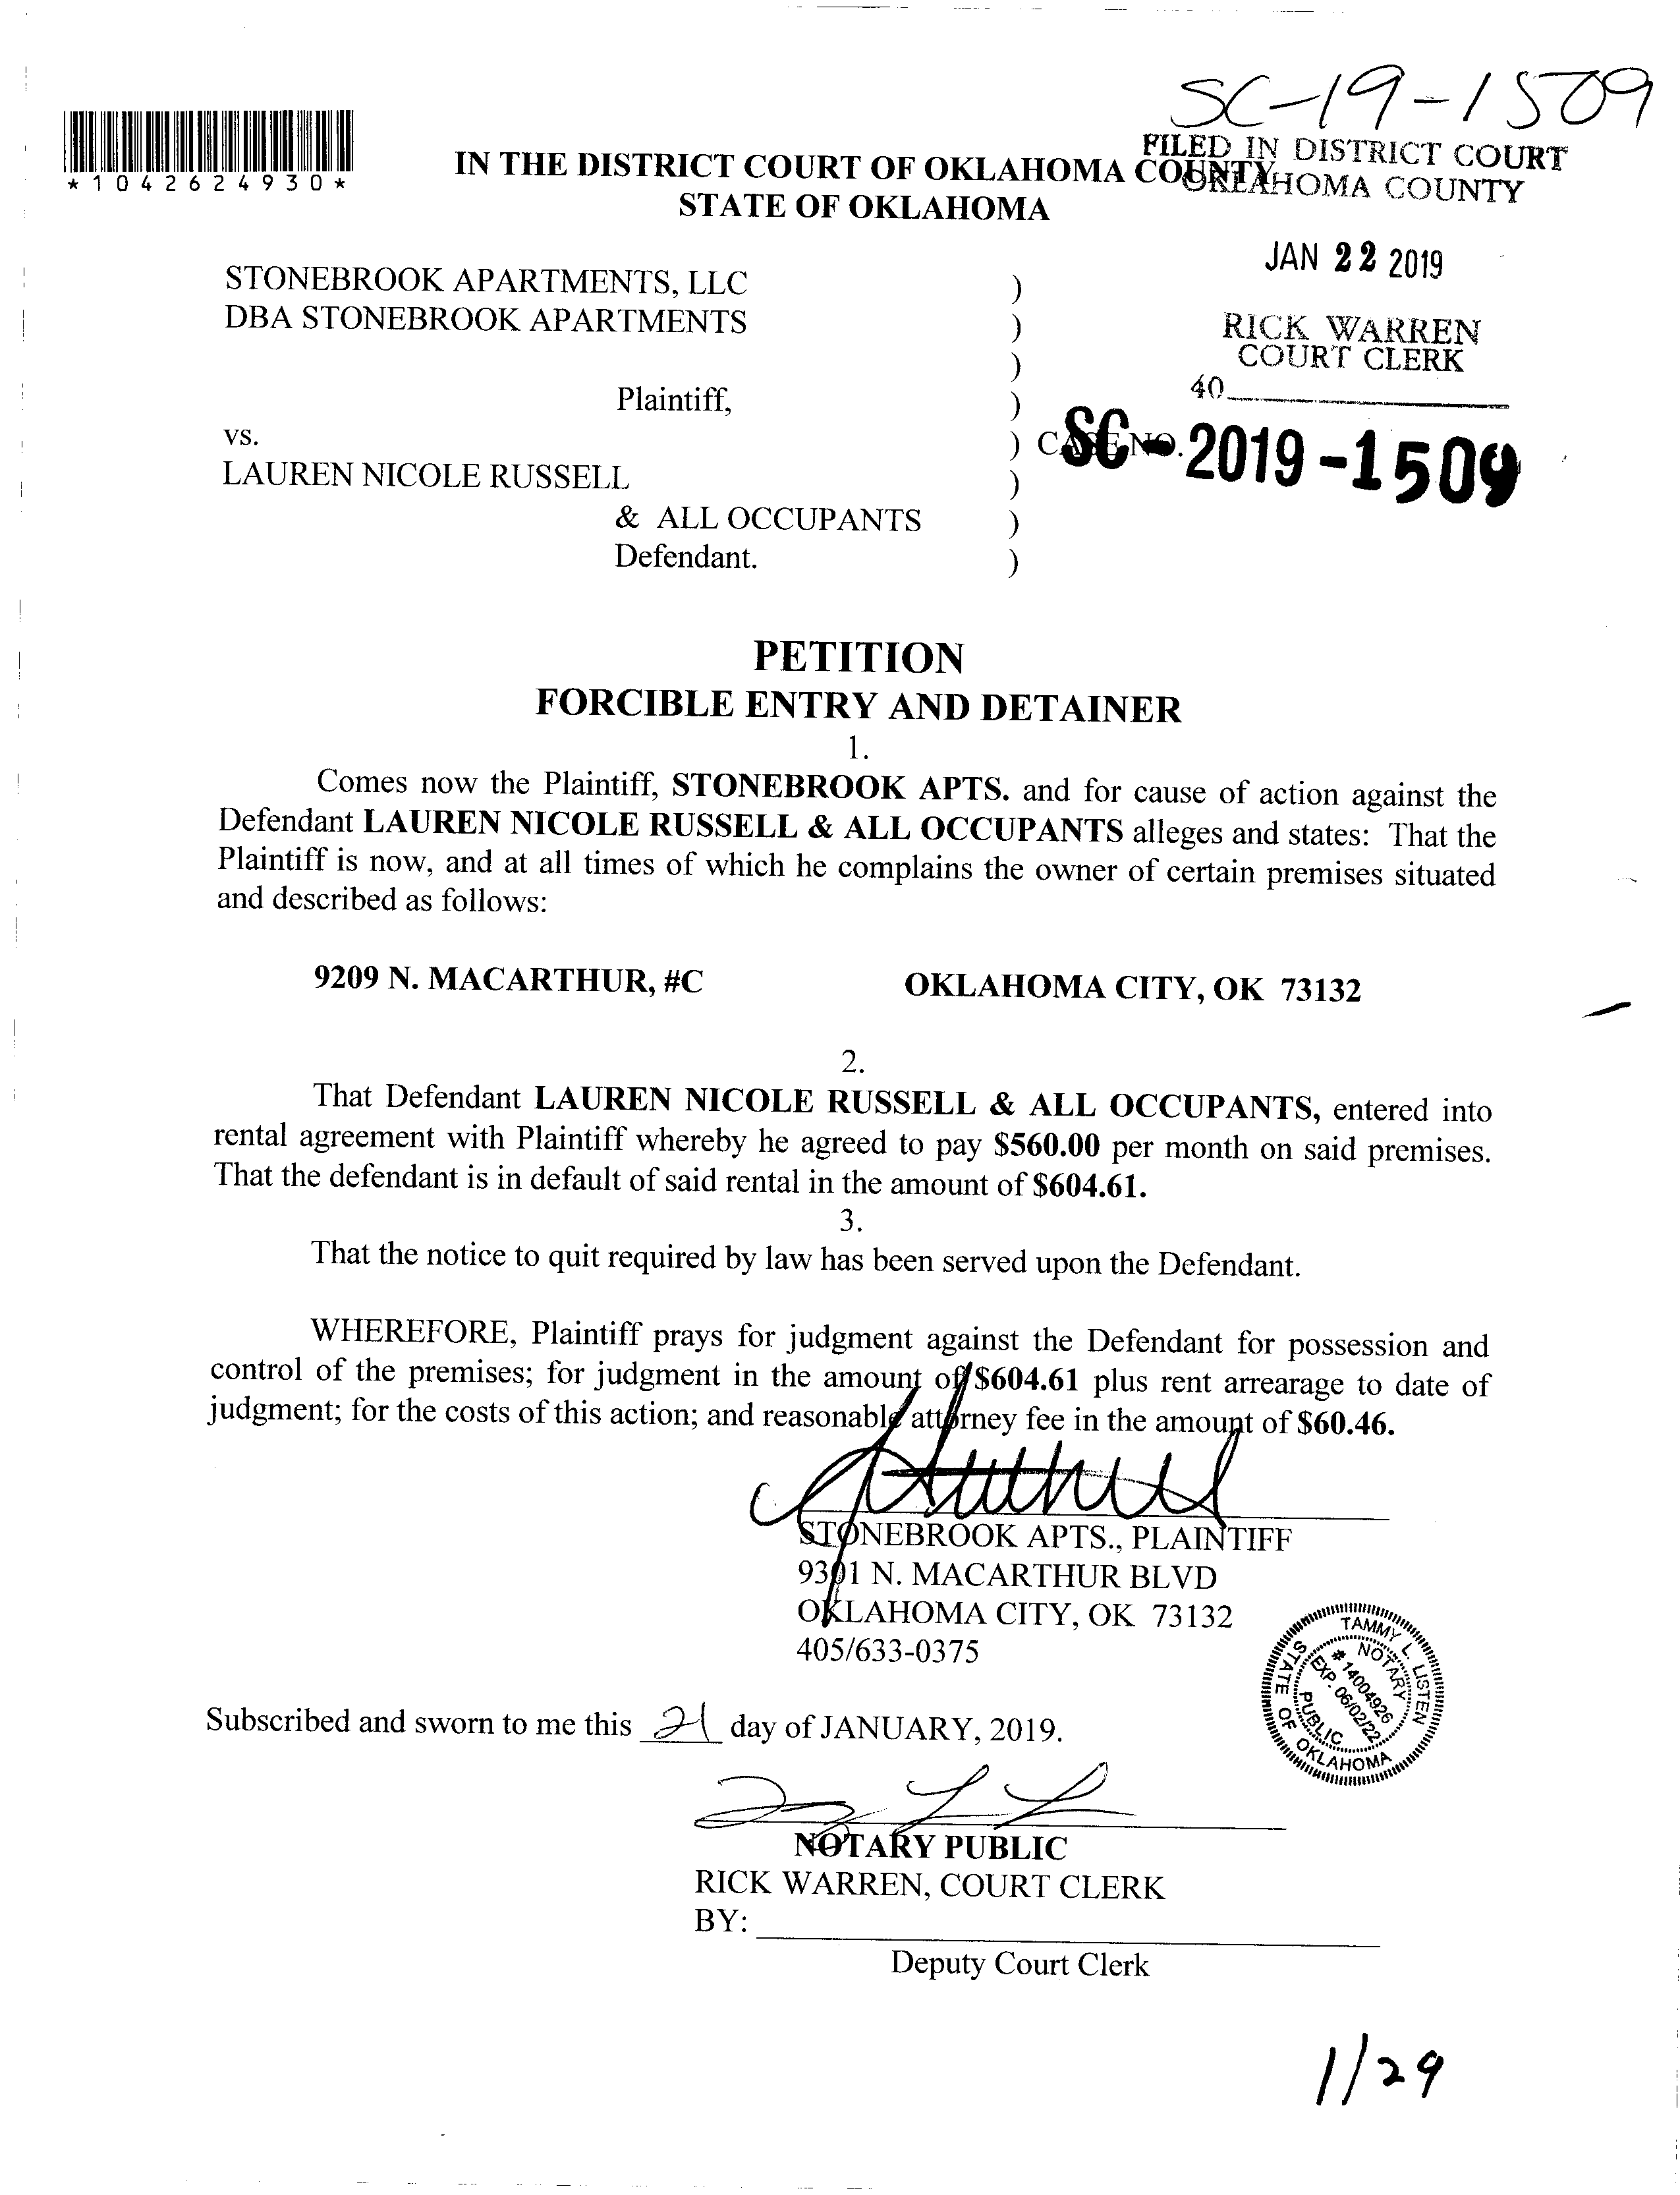 SC-19-1509
*1042624930*
FILED IN DISTRICT COURT
OKLAHOMA COUNTY
IN THE DISTRICT COURT OF OKLAHOMA COUNTY
STATE OF OKLAHOMA
JAN 22 2019
STONEBROOK APARTMENTS, LLC )
DBA STONEBROOK APARTMENTS )
RICK WARREN
COURT CLERK
)
40
Plaintiff, )
vs. ) CASE NO. SC-2019-1509
LAUREN NICOLE RUSSELL )
& ALL OCCUPANTS )
Defendant. )
PETITION
FORCIBLE ENTRY AND DETAINER
1.
Comes now the Plaintiff, STONEBROOK APTS. and for cause of action against the
Defendant LAUREN NICOLE RUSSELL & ALL OCCUPANTS alleges and states: That the
Plaintiff is now, and at all times of which he complains the owner of certain premises situated
and described as follows:
9209 N. MACARTHUR, #C OKLAHOMA CITY, OK 73132
2.
That Defendant LAUREN NICOLE RUSSELL & ALL OCCUPANTS, entered into
rental agreement with Plaintiff whereby he agreed to pay $560.00 per month on said premises.
That the defendant is in default of said rental in the amount of $604.61.
3.
That the notice to quit required by law has been served upon the Defendant.
WHEREFORE, Plaintiff prays for judgment against the Defendant for possession and
control of the premises; for judgment in the amount of $604.61 plus rent arrearage to date of
judgment; for the costs of this action; and reasonable attorney fee in the amount of $60.46.
STONEBROOK APTS., PLAINTIFF
9301 N. MACARTHUR BLVD
OKLAHOMA CITY, OK 73132
405/633-0375
TAMMY L. LISTEN
NOTARY
# 14004926
EXP. 06/02/22
PUBLIC
STATE OF OKLAHOMA
Subscribed and sworn to me this 21 day of JANUARY, 2019.
NOTARY PUBLIC
RICK WARREN, COURT CLERK
BY:
Deputy Court Clerk
1/29